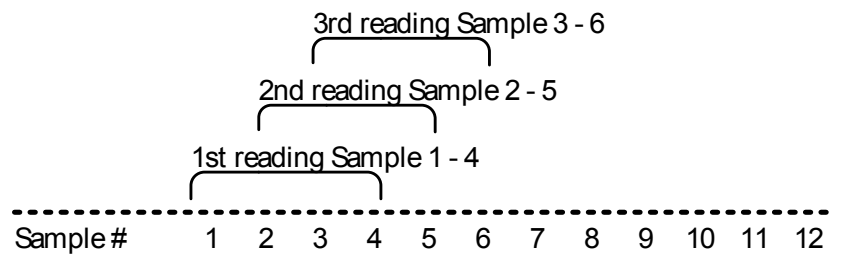 3rd reading Sample 3 - 6
2nd reading Sample 2 - 5
1st reading Sample 1 - 4
Sample # 1 2 3 4 5 6 7 8 9 10 11 12